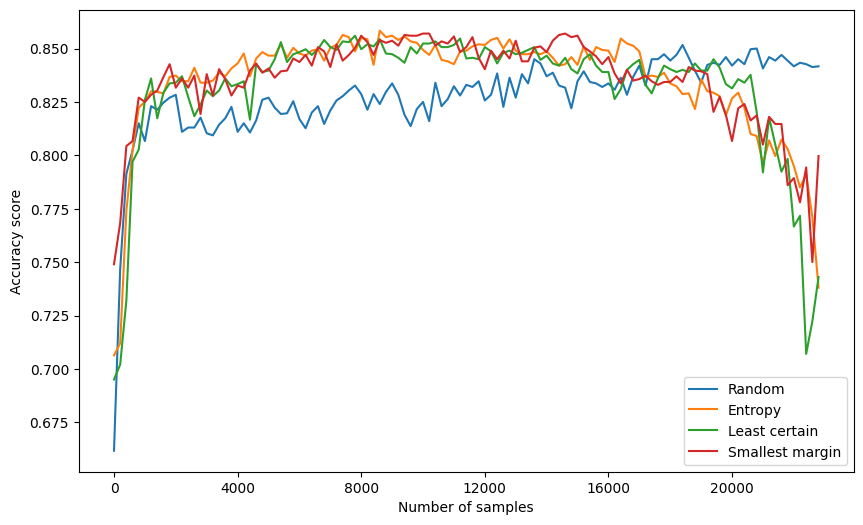 Accuracy score
0.850
0.825
0.800
0.775
0.750
0.725
0.700
0.675
0
4000
8000
12000
16000
20000
Number of samples
Random
Entropy
Least certain
Smallest margin